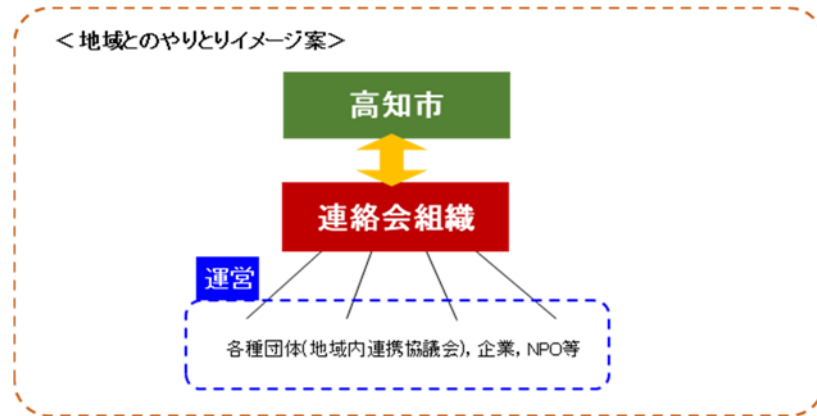 ＜地域とのやりとりイメージ案＞
高知市
連絡会組織
運営
各種団体(地域内連携協議会), 企業, NPO等